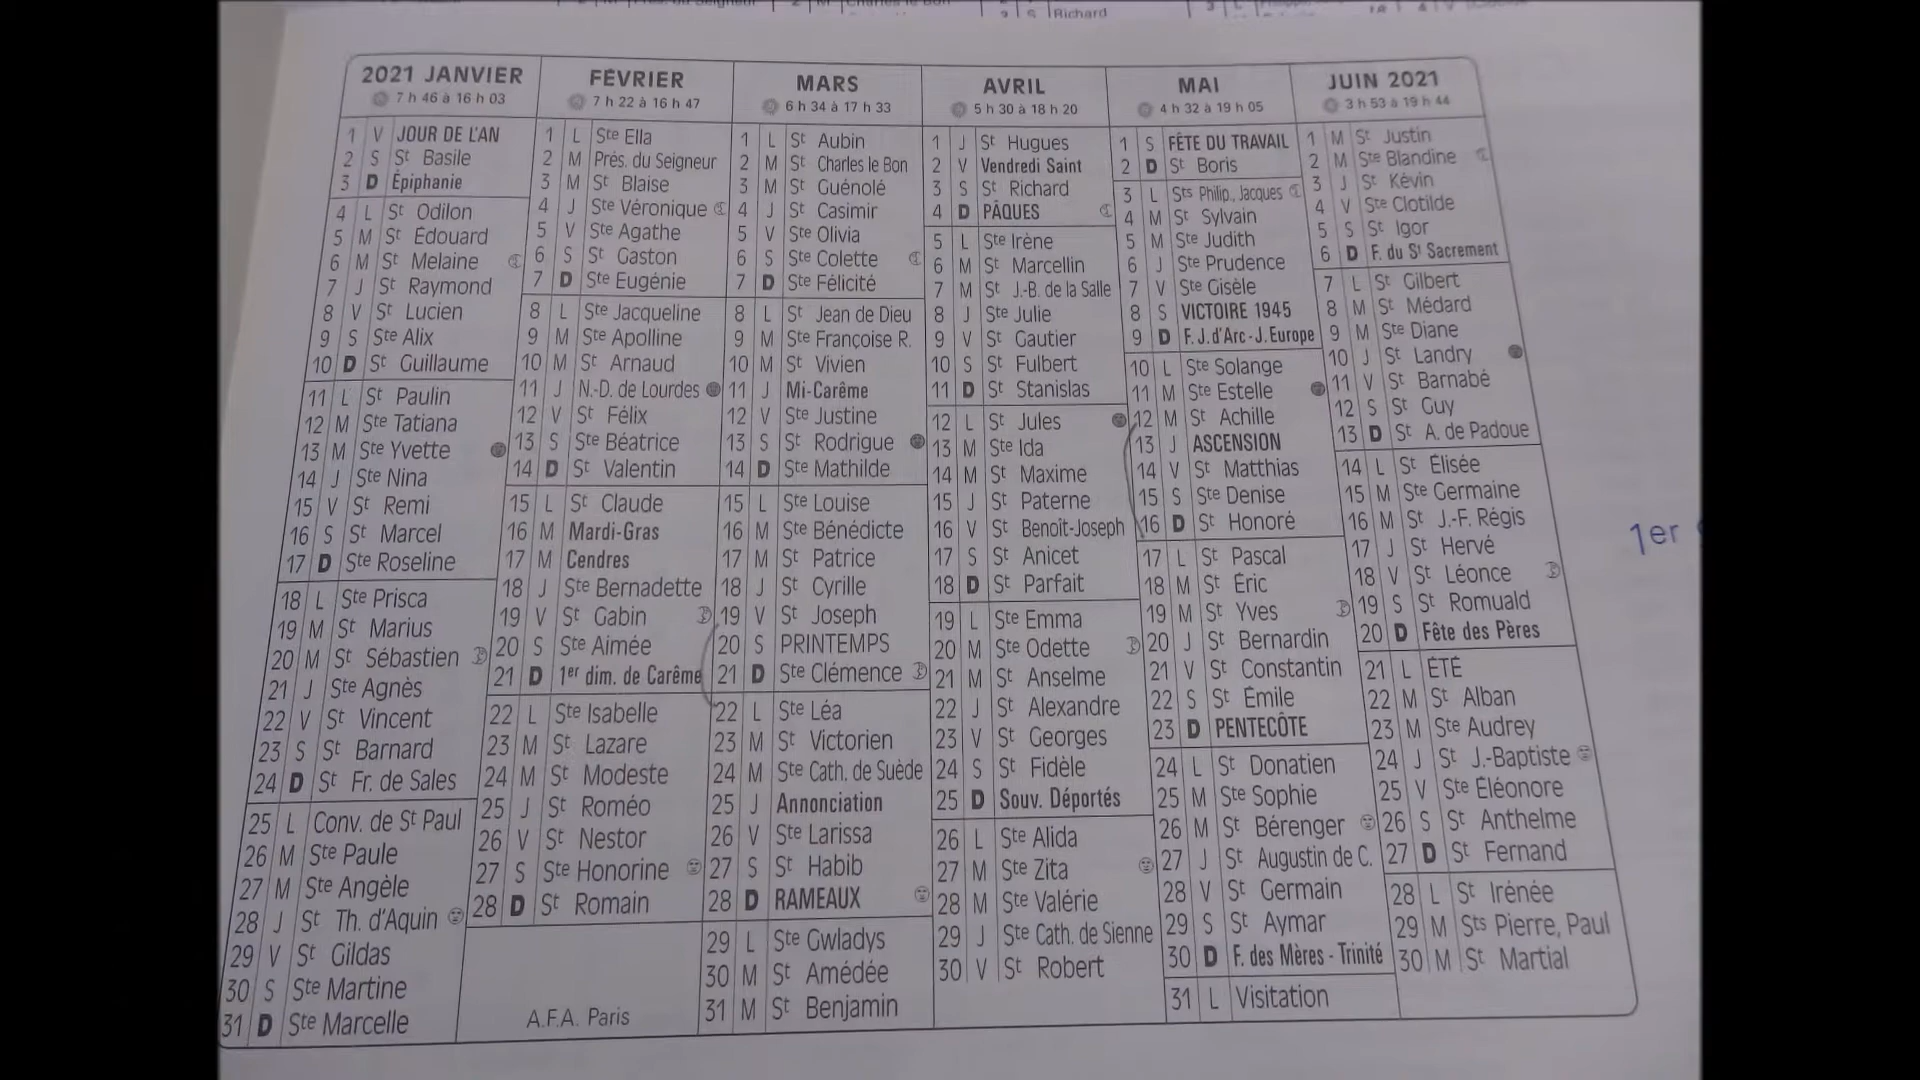 Richard
2021 JANVIER
7 h 46 à 16 h 03
1 V JOUR DE L'AN
2 S St Basile
3 D Épiphanie
4 L St Odilon
5 M St Édouard
6 M St Melaine
7 J St Raymond
8 V St Lucien
9 S Ste Alix
10 D St Guillaume
11 L St Paulin
12 M Ste Tatiana
13 M Ste Yvette
14 J Ste Nina
15 V St Remi
16 S St Marcel
17 D Ste Roseline
18 L Ste Prisca
19 M St Marius
20 M St Sébastien
21 J Ste Agnès
22 V St Vincent
23 S St Barnard
24 D St Fr. de Sales
25 L Conv. de St Paul
26 M Ste Paule
27 M Ste Angèle
28 J St Th. d'Aquin
29 V St Gildas
30 S Ste Martine
31 D Ste Marcelle
FÉVRIER
7 h 22 à 16 h 47
1 L Ste Ella
2 M Prés. du Seigneur
3 M St Blaise
4 J Ste Véronique
5 V Ste Agathe
6 S St Gaston
7 D Ste Eugénie
8 L Ste Jacqueline
9 M Ste Apolline
10 M St Arnaud
11 J N.-D. de Lourdes
12 V St Félix
13 S Ste Béatrice
14 D St Valentin
15 L St Claude
16 M Mardi-Gras
17 M Cendres
18 J Ste Bernadette
19 V St Gabin
20 S Ste Aimée
21 D 1er dim. de Carême
22 L Ste Isabelle
23 M St Lazare
24 M St Modeste
25 J St Roméo
26 V St Nestor
27 S Ste Honorine
28 D St Romain
A.F.A. Paris
MARS
6 h 34 à 17 h 33
1 L St Aubin
2 M St Charles le Bon
3 M St Guénolé
4 J St Casimir
5 V Ste Olivia
6 S Ste Colette
7 D Ste Félicité
8 L St Jean de Dieu
9 M Ste Françoise R.
10 M St Vivien
11 J Mi-Carême
12 V Ste Justine
13 S St Rodrigue
14 D Ste Mathilde
15 L Ste Louise
16 M Ste Bénédicte
17 M St Patrice
18 J St Cyrille
19 V St Joseph
20 S PRINTEMPS
21 D Ste Clémence
22 L Ste Léa
23 M St Victorien
24 M Ste Cath. de Suède
25 J Annonciation
26 V Ste Larissa
27 S St Habib
28 D RAMEAUX
29 L Ste Gwladys
30 M St Amédée
31 M St Benjamin
AVRIL
5 h 30 à 18 h 20
1 J St Hugues
2 V Vendredi Saint
3 S St Richard
4 D PÂQUES
5 L Ste Irène
6 M St Marcellin
7 M St J.-B. de la Salle
8 J Ste Julie
9 V St Gautier
10 S St Fulbert
11 D St Stanislas
12 L St Jules
13 M Ste Ida
14 M St Maxime
15 J St Paterne
16 V St Benoît-Joseph
17 S St Anicet
18 D St Parfait
19 L Ste Emma
20 M Ste Odette
21 M St Anselme
22 J St Alexandre
23 V St Georges
24 S St Fidèle
25 D Souv. Déportés
26 L Ste Alida
27 M Ste Zita
28 M Ste Valérie
29 J Ste Cath. de Sienne
30 V St Robert
MAI
4 h 32 à 19 h 05
1 S FÊTE DU TRAVAIL
2 D St Boris
3 L Sts Philip., Jacques
4 M St Sylvain
5 M Ste Judith
6 J Ste Prudence
7 V Ste Gisèle
8 S VICTOIRE 1945
9 D F. J. d'Arc - J. Europe
10 L Ste Solange
11 M Ste Estelle
12 M St Achille
13 J ASCENSION
14 V St Matthias
15 S Ste Denise
16 D St Honoré
17 L St Pascal
18 M St Éric
19 M St Yves
20 J St Bernardin
21 V St Constantin
22 S St Émile
23 D PENTECÔTE
24 L St Donatien
25 M Ste Sophie
26 M St Bérenger
27 J St Augustin de C.
28 V St Germain
29 S St Aymar
30 D F. des Mères - Trinité
31 L Visitation
JUIN 2021
3 h 53 à 19 h 44
1 M St Justin
2 M Ste Blandine
3 J St Kévin
4 V Ste Clotilde
5 S St Igor
6 D F. du St Sacrement
7 L St Gilbert
8 M St Médard
9 M Ste Diane
10 J St Landry
11 V St Barnabé
12 S St Guy
13 D St A. de Padoue
14 L St Élisée
15 M Ste Germaine
16 M St J.-F. Régis
17 J St Hervé
18 V St Léonce
19 S St Romuald
20 D Fête des Pères
21 L ÉTÉ
22 M St Alban
23 M Ste Audrey
24 J St J.-Baptiste
25 V Ste Éléonore
26 S St Anthelme
27 D St Fernand
28 L St Irénée
29 M Sts Pierre, Paul
30 M St Martial
1er